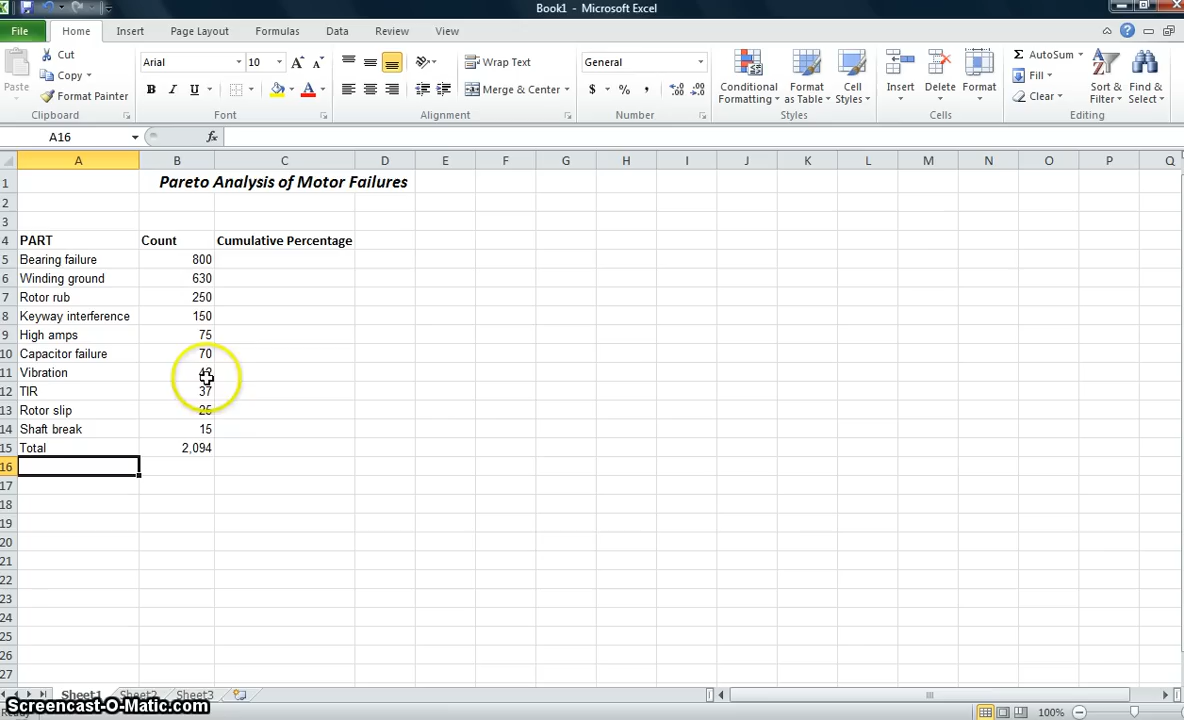 Book1 - Microsoft Excel
File Home Insert Page Layout Formulas Data Review View
Cut
Copy
Format Painter
Paste
Clipboard
Arial 10
B I U
Font
Wrap Text
Merge & Center
Alignment
General
$ % ,
Number
Conditional Formatting
Format as Table
Cell Styles
Styles
Insert Delete Format
Cells
AutoSum
Fill
Clear
Sort & Filter
Find & Select
Editing
A16 fx
A B C D E F G H I J K L M N O P Q
1 Pareto Analysis of Motor Failures
2
3
4 PART Count Cumulative Percentage
5 Bearing failure 800
6 Winding ground 630
7 Rotor rub 250
8 Keyway interference 150
9 High amps 75
10 Capacitor failure 70
11 Vibration
12 TIR 37
13 Rotor slip 25
14 Shaft break 15
15 Total 2,094
16
17
18
19
20
21
22
23
24
25
26
27
Sheet1 Sheet2 Sheet3
Screencast-O-Matic.com
100%